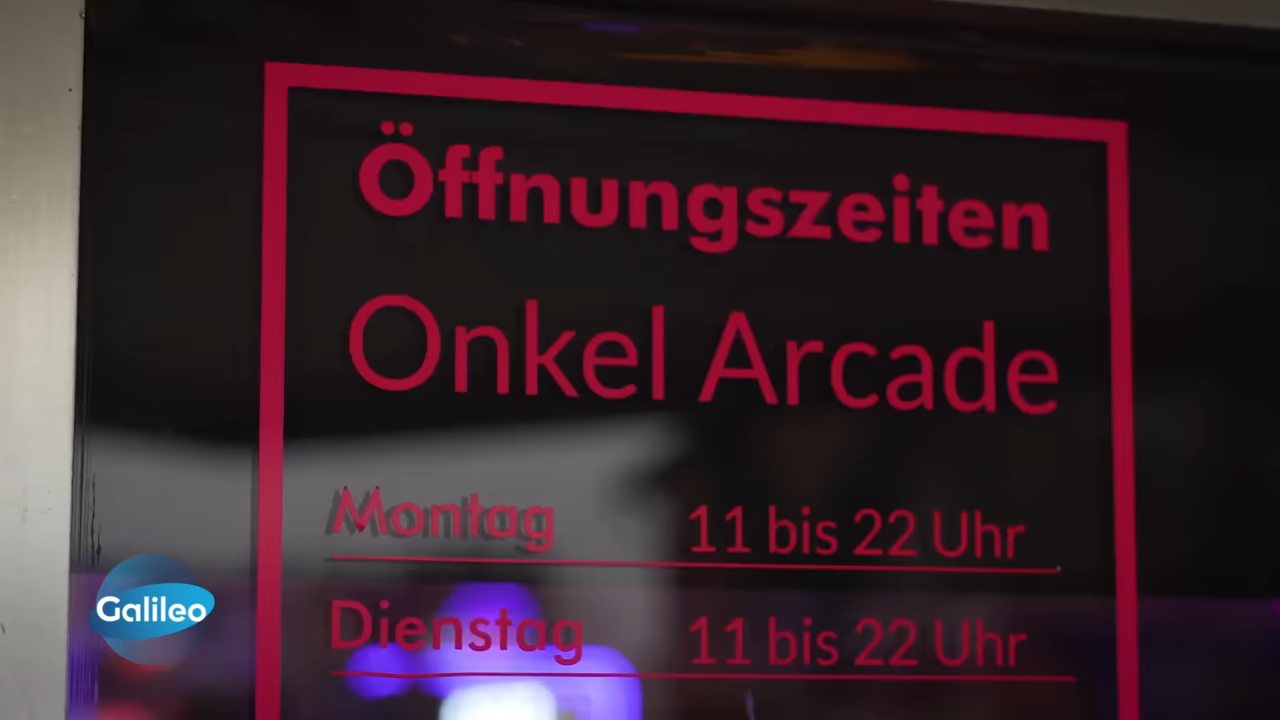 Öffnungszeiten
Onkel Arcade
Montag 11 bis 22 Uhr
Dienstag 11 bis 22 Uhr
Galileo